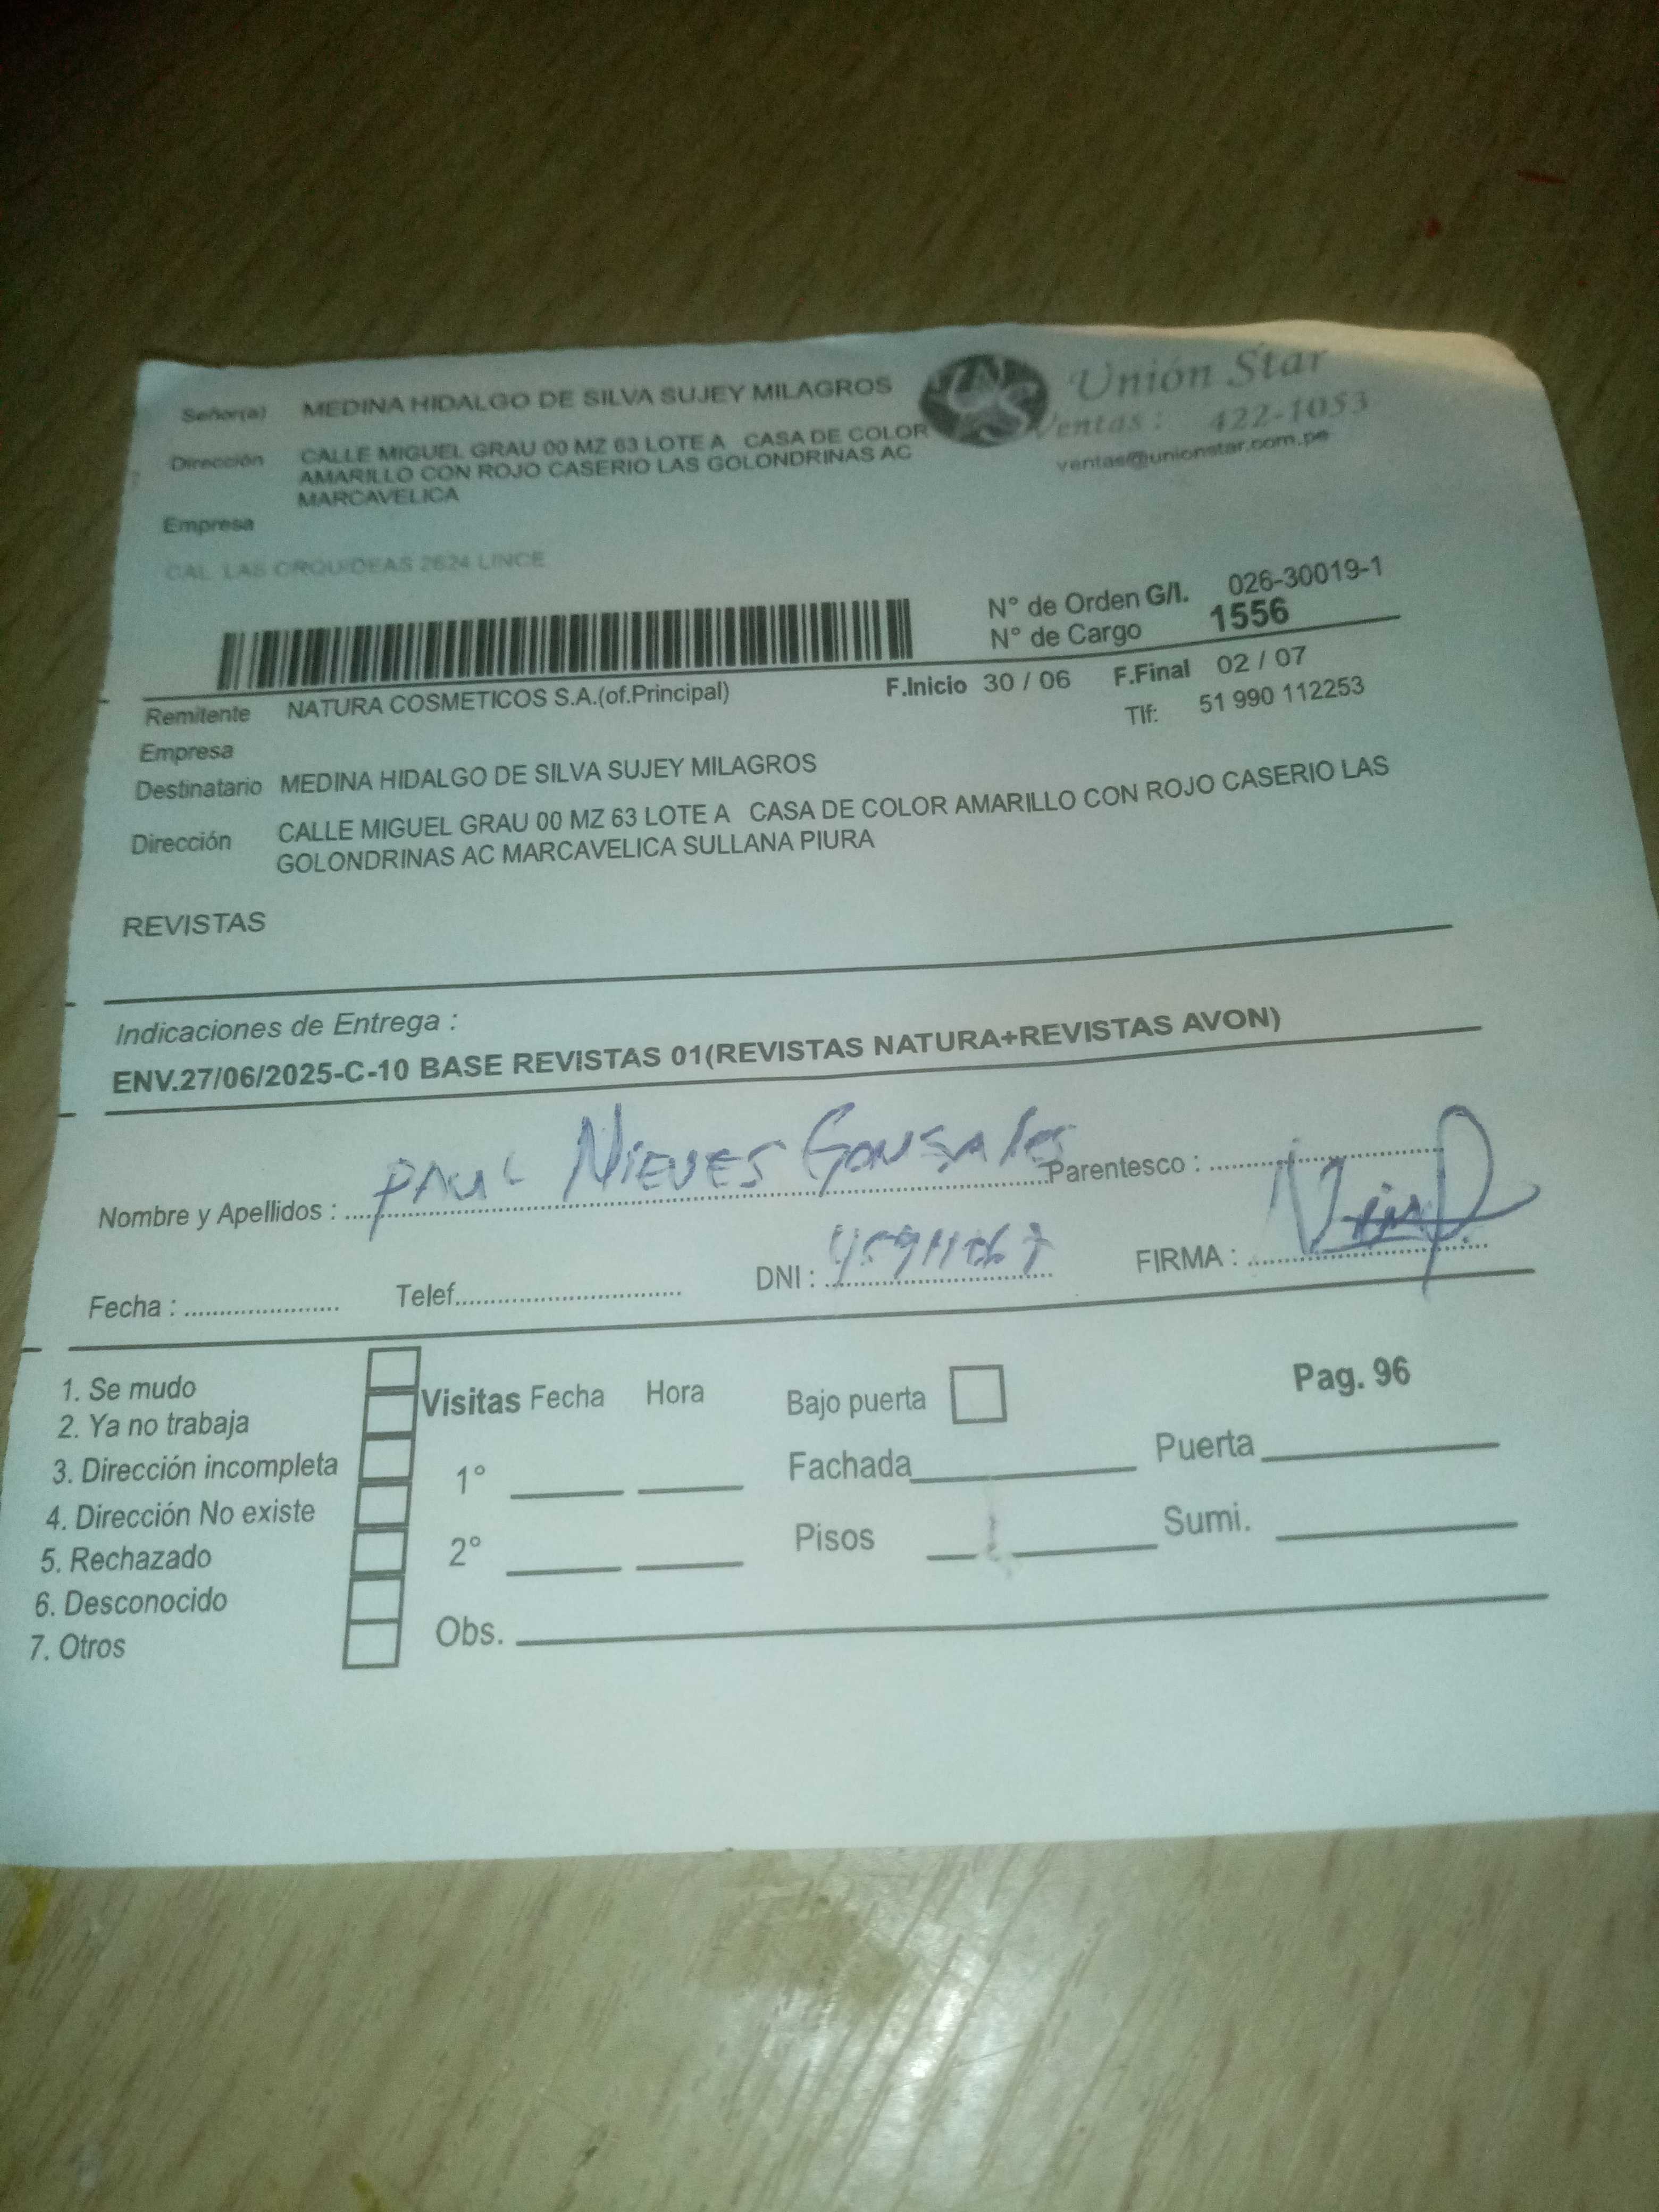 Señor(a) MEDINA HIDALGO DE SILVA SUJEY MILAGROS
Unión Star
Ventas : 422-1053
ventas@unionstar.com.pe
Dirección CALLE MIGUEL GRAU 00 MZ 63 LOTE A CASA DE COLOR
AMARILLO CON ROJO CASERIO LAS GOLONDRINAS AC
MARCAVELICA
Empresa
CAL LAS ORQUIDEAS 2624 LINCE
N° de Orden G/I. 026-30019-1
N° de Cargo 1556
Remitente NATURA COSMETICOS S.A.(of.Principal) F.Inicio 30 / 06 F.Final 02 / 07
Empresa Tlf: 51 990 112253
Destinatario MEDINA HIDALGO DE SILVA SUJEY MILAGROS
Dirección CALLE MIGUEL GRAU 00 MZ 63 LOTE A CASA DE COLOR AMARILLO CON ROJO CASERIO LAS
GOLONDRINAS AC MARCAVELICA SULLANA PIURA
REVISTAS
Indicaciones de Entrega :
ENV.27/06/2025-C-10 BASE REVISTAS 01(REVISTAS NATURA+REVISTAS AVON)
Nombre y Apellidos : PAUL NIEVES GONSALES Parentesco :
Fecha : Telef. DNI : FIRMA :
1. Se mudo
2. Ya no trabaja
3. Dirección incompleta
4. Dirección No existe
5. Rechazado
6. Desconocido
7. Otros
Visitas Fecha Hora
1°
2°
Obs.
Bajo puerta
Pag. 96
Fachada Puerta
Pisos 1 Sumi.